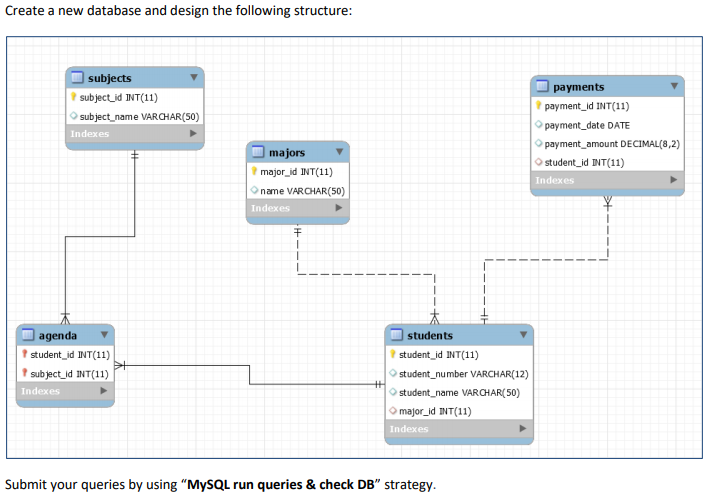 Create a new database and design the following structure:
subjects
subject_id INT(11)
subject_name VARCHAR(50)
Indexes
majors
major_id INT(11)
name VARCHAR(50)
Indexes
payments
payment_id INT(11)
payment_date DATE
payment_amount DECIMAL(8,2)
student_id INT(11)
Indexes
agenda
student_id INT(11)
subject_id INT(11)
Indexes
students
student_id INT(11)
student_number VARCHAR(12)
student_name VARCHAR(50)
major_id INT(11)
Indexes
Submit your queries by using “MySQL run queries & check DB” strategy.